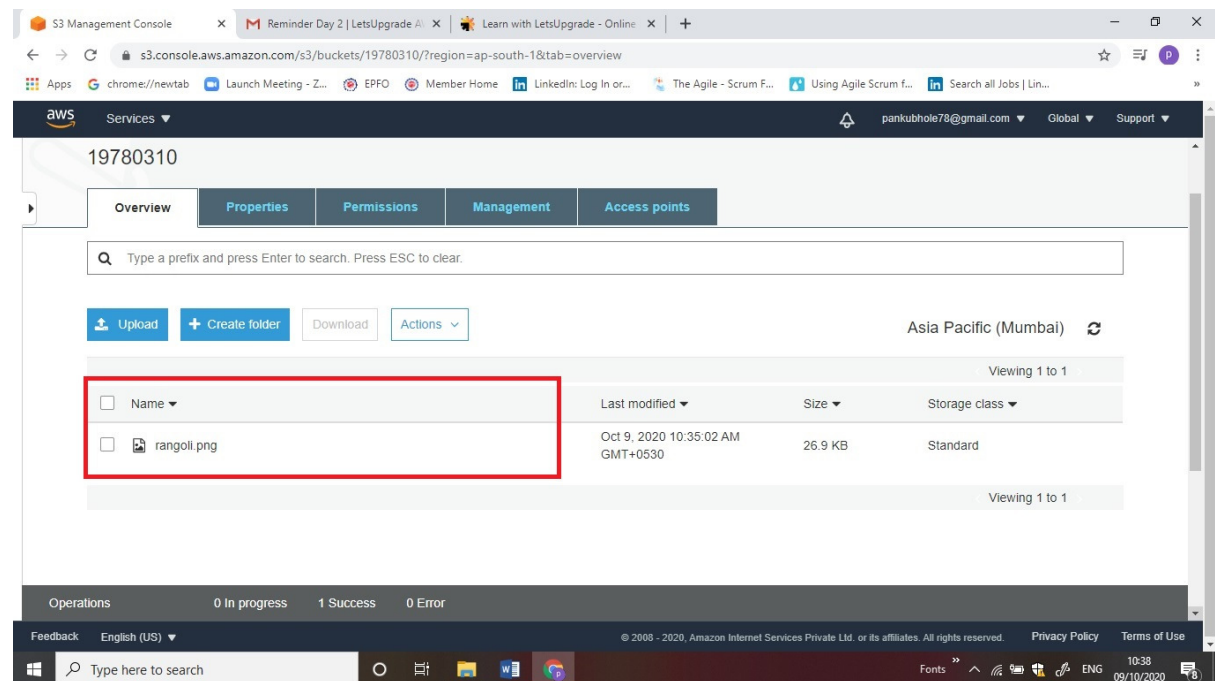 S3 Management Console
Reminder Day 2 | LetsUpgrade A
Learn with LetsUpgrade - Online
s3.console.aws.amazon.com/s3/buckets/19780310/?region=ap-south-1&tab=overview
Apps
chrome://newtab
Launch Meeting - Z...
EPFO
Member Home
LinkedIn: Log In or...
The Agile - Scrum F...
Using Agile Scrum f...
Search all Jobs | Lin...
»
aws
Services
pankubhole78@gmail.com
Global
Support
19780310
Overview
Properties
Permissions
Management
Access points
Type a prefix and press Enter to search. Press ESC to clear.
Upload
+ Create folder
Download
Actions
Asia Pacific (Mumbai)
Viewing 1 to 1
Name
Last modified
Size
Storage class
rangoli.png
Oct 9, 2020 10:35:02 AM
GMT+0530
26.9 KB
Standard
Viewing 1 to 1
Operations
0 In progress
1 Success
0 Error
Feedback
English (US)
© 2008 - 2020, Amazon Internet Services Private Ltd. or its affiliates. All rights reserved.
Privacy Policy
Terms of Use
Type here to search
Fonts
»
ENG
10:38
09/10/2020
8